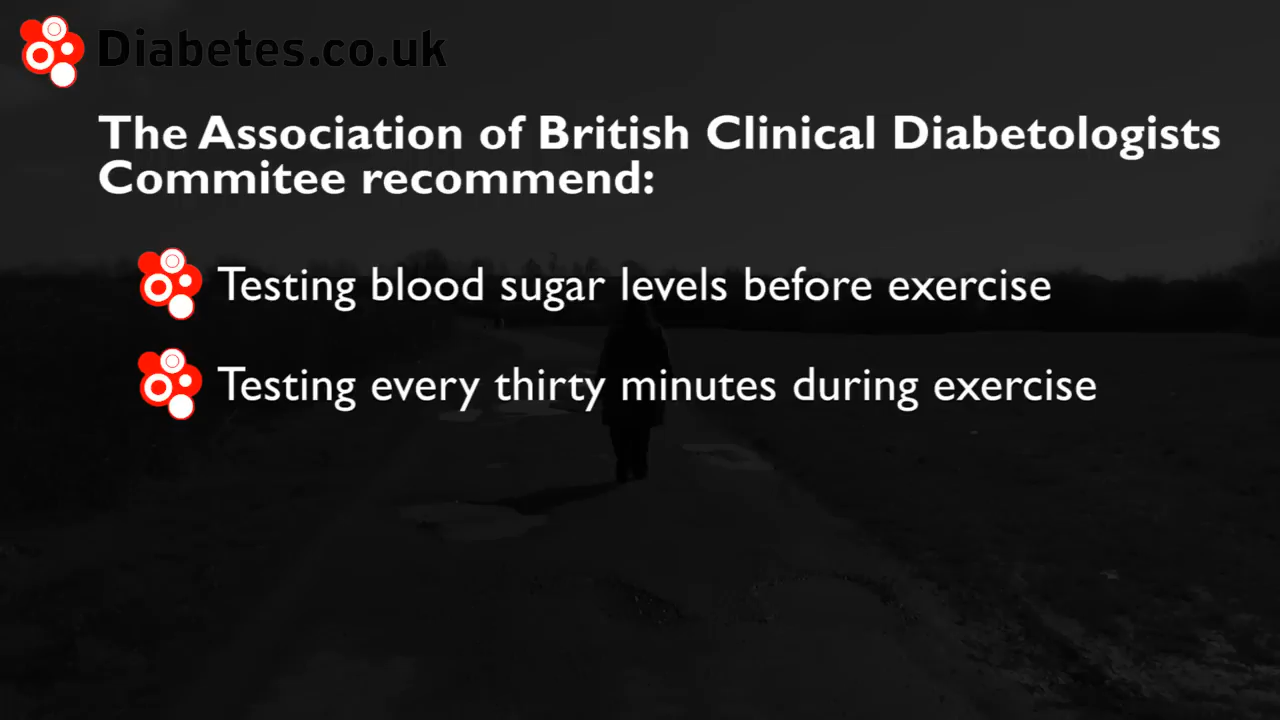 Diabetes.co.uk
The Association of British Clinical Diabetologists
Commitee recommend:
Testing blood sugar levels before exercise
Testing every thirty minutes during exercise